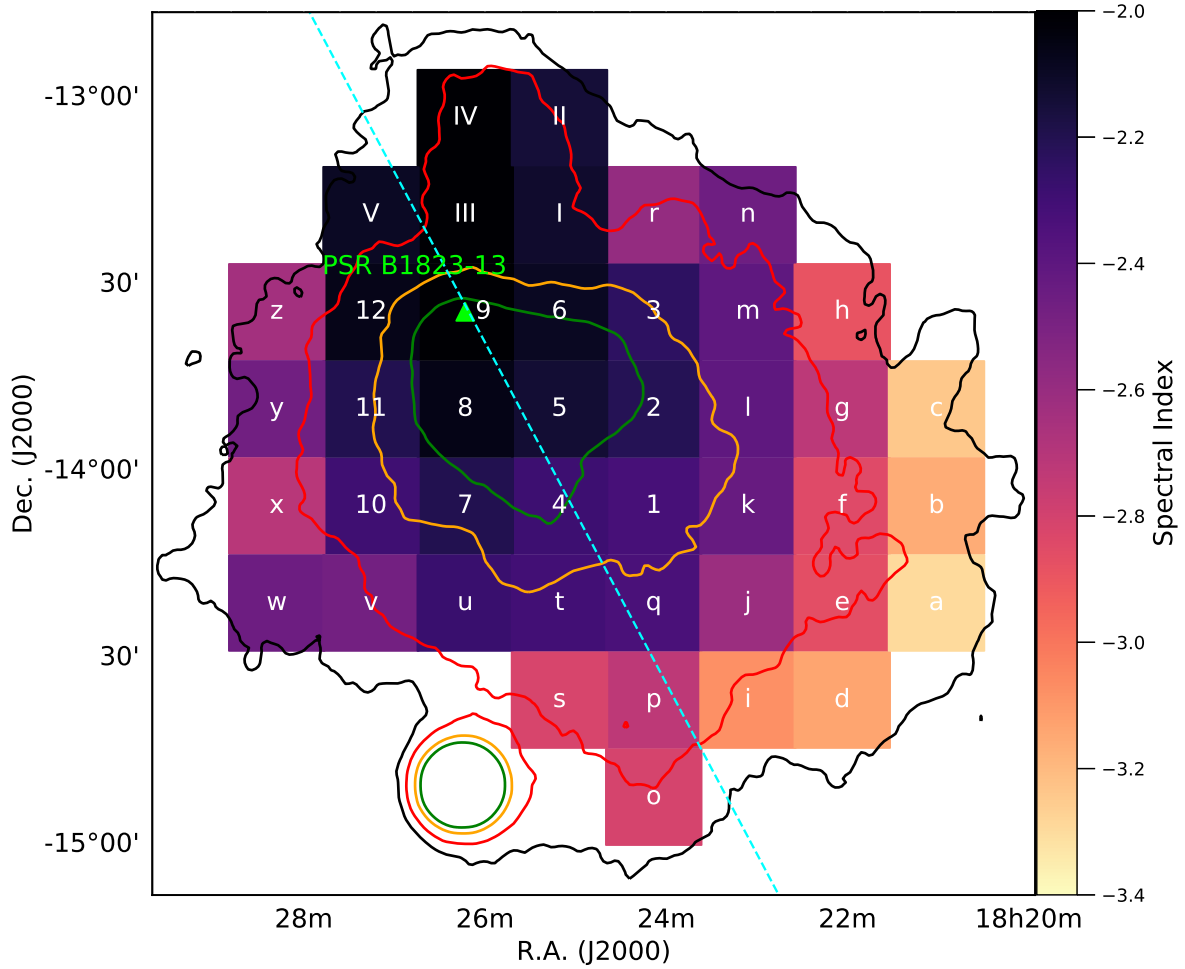 -13°00'
30'
-14°00'
30'
-15°00'
Dec. (J2000)
IV II
V III I r n
PSR B1823-13
z 12 9 6 3 m h
y 11 8 5 2 l g c
x 10 7 4 1 k f b
w v u t q j e a
s p i d
o
28m 26m 24m 22m 18h20m
R.A. (J2000)
−2.0
−2.2
−2.4
−2.6
−2.8
−3.0
−3.2
−3.4
Spectral Index